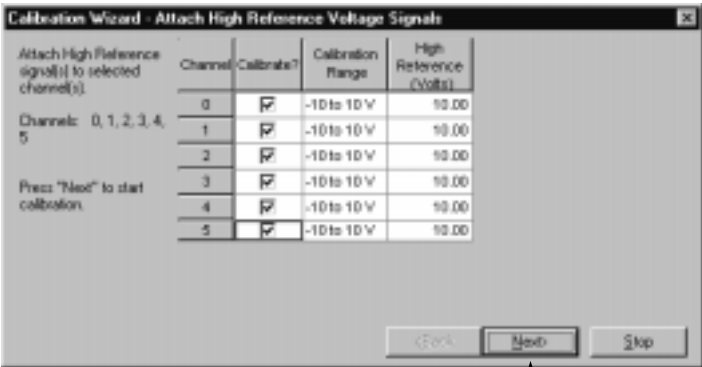 Calibration Wizard - Attach High Reference Voltage Signals
Attach High Reference
signal(s) to selected
channel(s).
Channels: 0, 1, 2, 3, 4,
5
Press "Next" to start
calibration.
Channel Calibrate? Calibration Range High Reference (Volts)
0 -10 to 10 V 10.00
1 -10 to 10 V 10.00
2 -10 to 10 V 10.00
3 -10 to 10 V 10.00
4 -10 to 10 V 10.00
5 -10 to 10 V 10.00
<Back Next> Stop